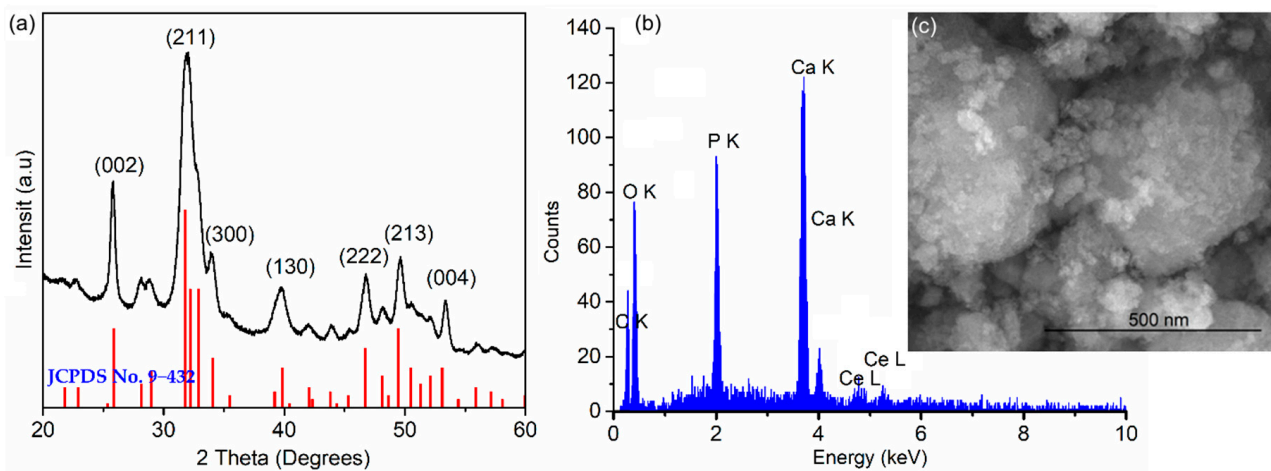 (a)
(211)
(002)
(300)
(130)
(222)
(213)
(004)
JCPDS No. 9–432
Intensit (a.u)
20 30 40 50 60
2 Theta (Degrees)
(b)
140
120
100
80
60
40
20
0
Counts
Ca K
P K
O K
Ca K
C K
Ce L
Ce L
0 2 4 6 8 10
Energy (keV)
(c)
500 nm